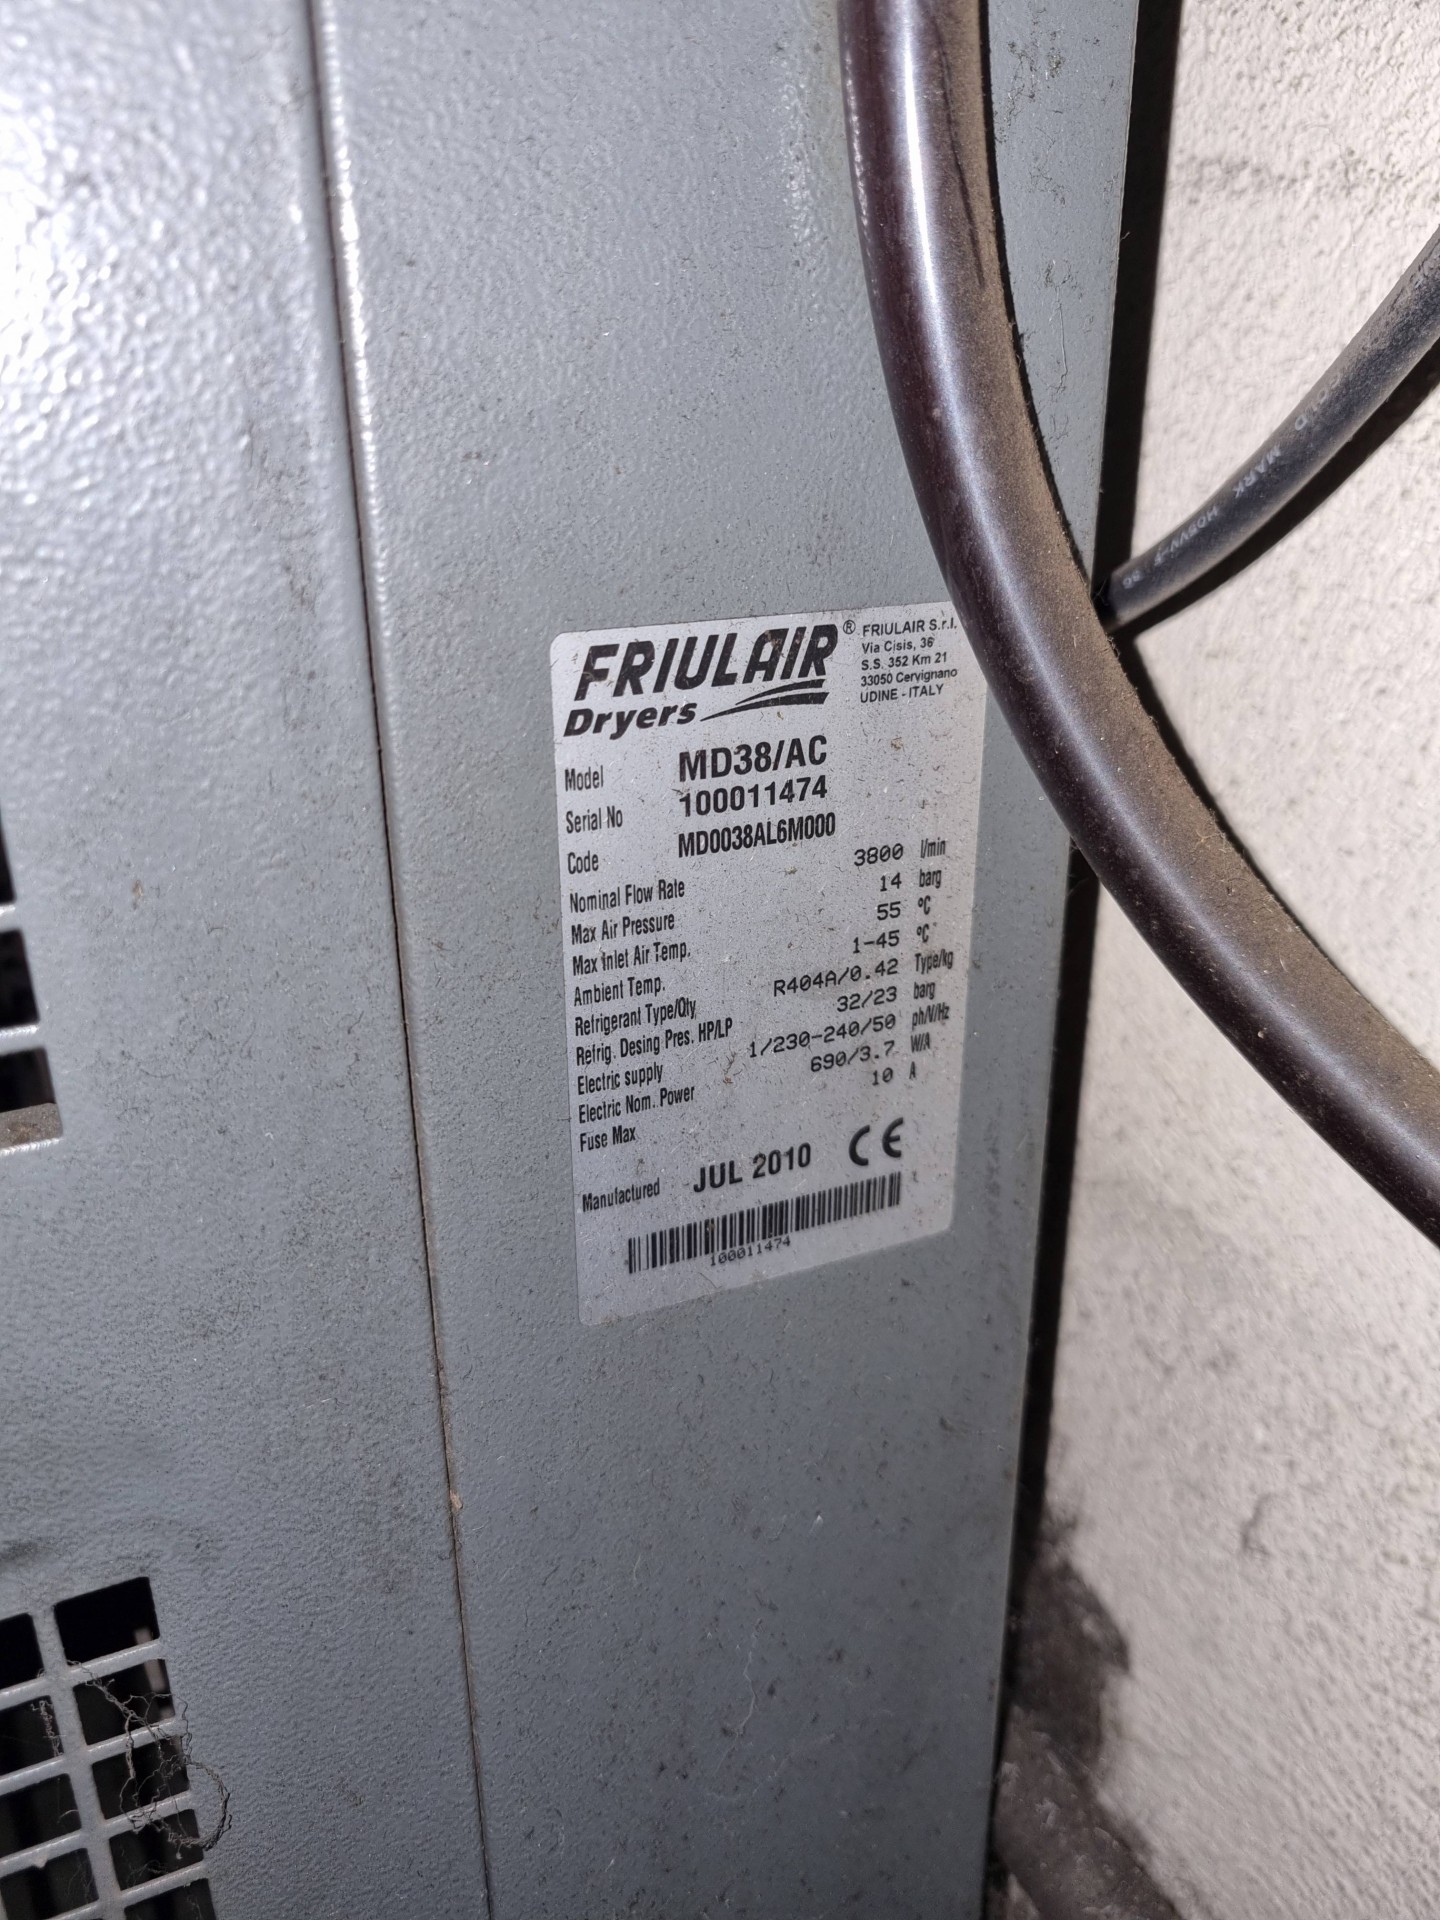 FRIULAIR®
Dryers
FRIULAIR S.r.l.
Via Cisis, 36
S.S. 352 Km 21
33050 Cervignano
UDINE - ITALY
Model MD38/AC
Serial No 100011474
Code MD0038AL6M000
Nominal Flow Rate 3800 l/min
Max Air Pressure 14 barg
Max Inlet Air Temp. 55 °C
Ambient Temp. 1-45 °C
Refrigerant Type/Qty R404A/0.42 Type/kg
Refrig. Desing Pres. HP/LP 32/23 barg
Electric supply 1/230-240/50 ph/V/Hz
Electric Nom. Power 690/3.7 W/A
Fuse Max 10 A
Manufactured JUL 2010 CE
100011474
MARK H05VV-F